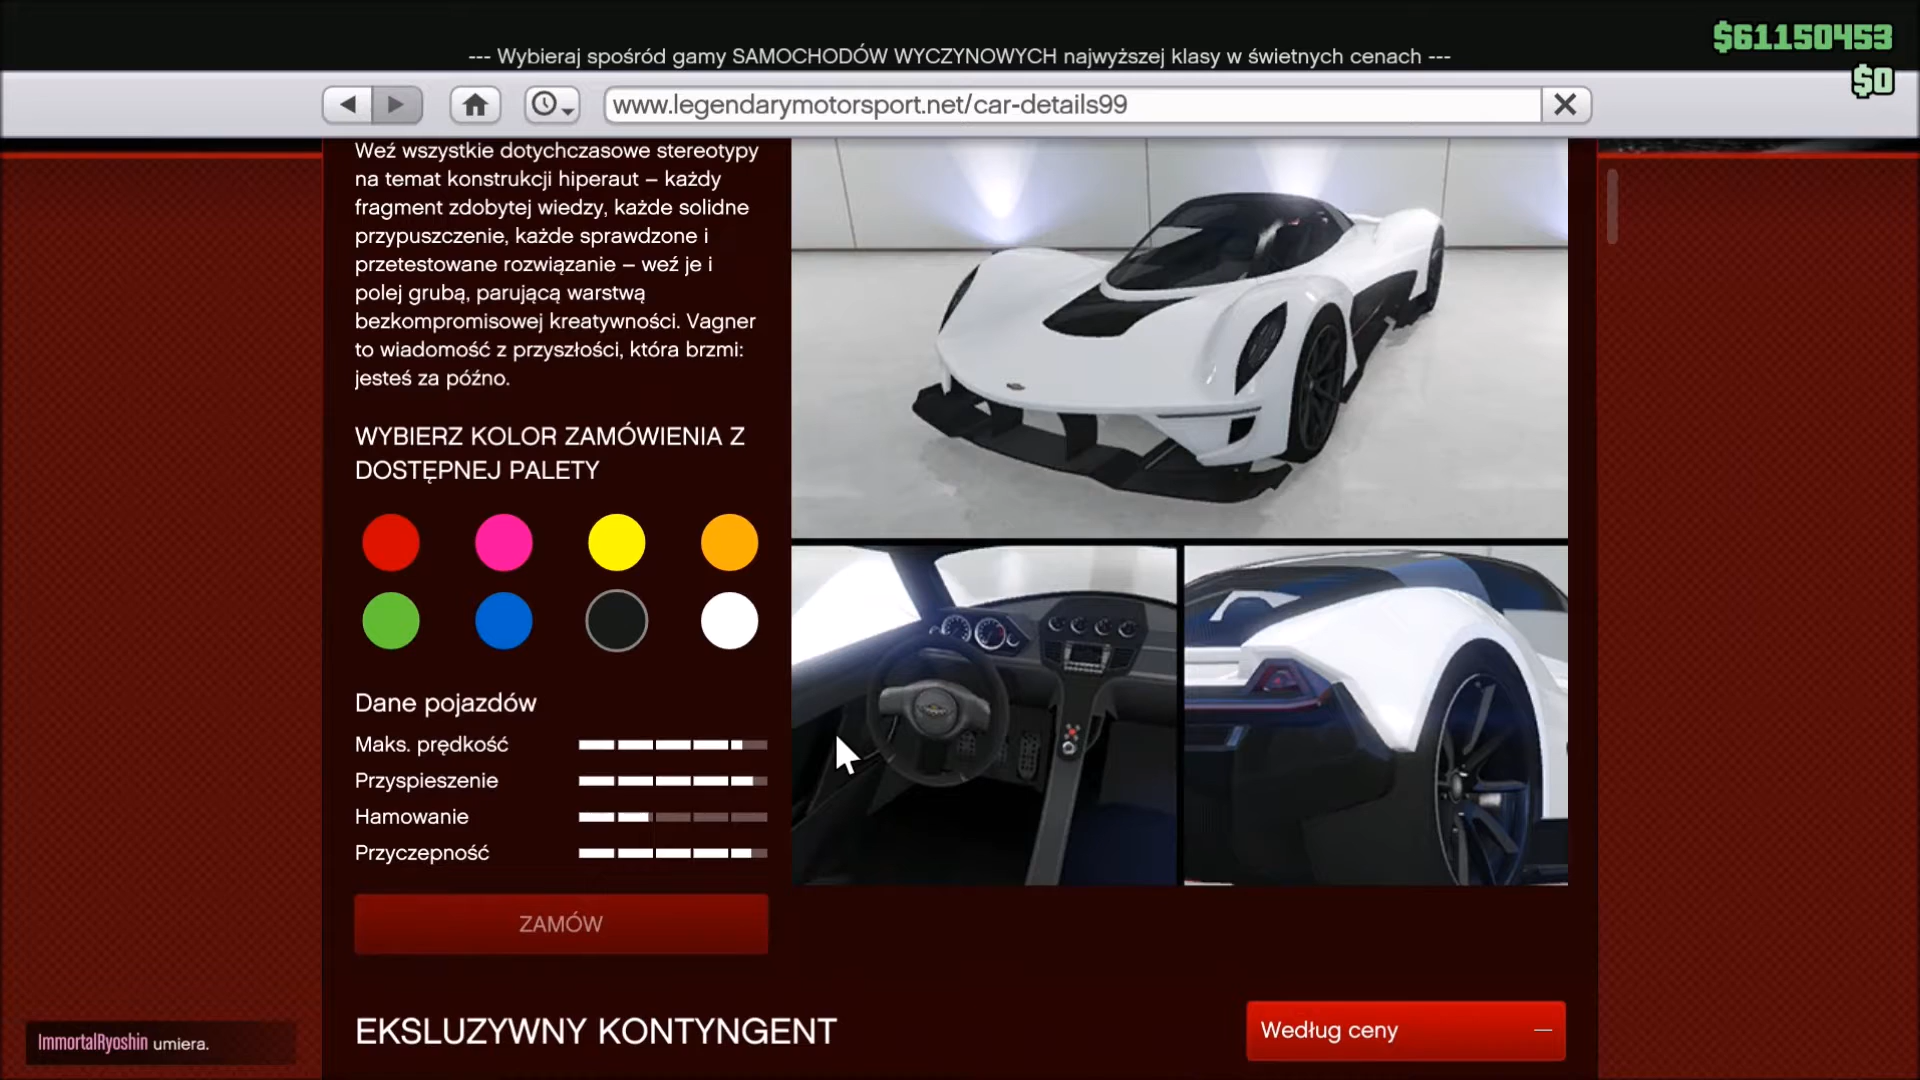 $61150453
--- Wybieraj spośród gamy SAMOCHODÓW WYCZYNOWYCH najwyższej klasy w świetnych cenach ---
$0
www.legendarymotorsport.net/car-details99
Weź wszystkie dotychczasowe stereotypy
na temat konstrukcji hiperaut – każdy
fragment zdobytej wiedzy, każde solidne
przypuszczenie, każde sprawdzone i
przetestowane rozwiązanie – weź je i
polej grubą, parującą warstwą
bezkompromisowej kreatywności. Vagner
to wiadomość z przyszłości, która brzmi:
jesteś za późno.
WYBIERZ KOLOR ZAMÓWIENIA Z
DOSTĘPNEJ PALETY
Dane pojazdów
Maks. prędkość
Przyspieszenie
Hamowanie
Przyczepność
ZAMÓW
EKSLUZYWNY KONTYNGENT
Według ceny
ImmortalRyoshin umiera.